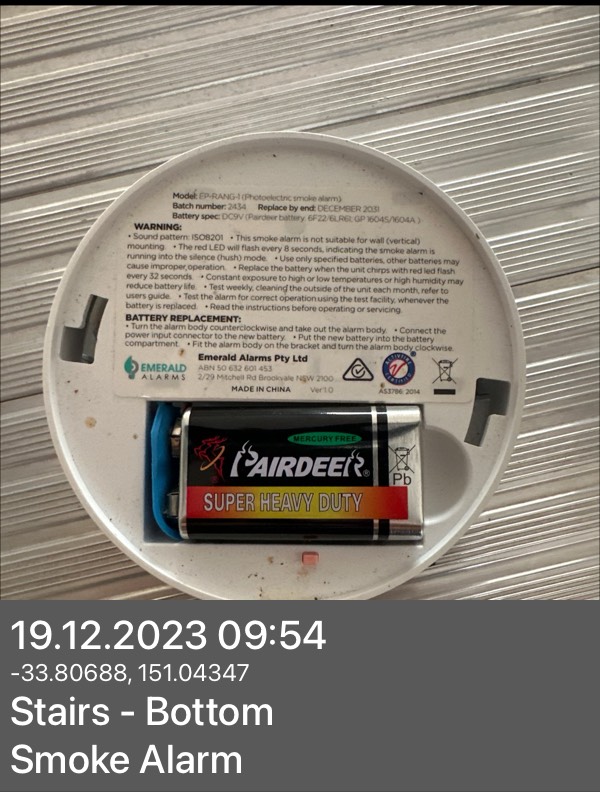 Model: EP-RANG-1 (Photoelectric smoke alarm)
Batch number: 2434 Replace by end: DECEMBER 2031
Battery spec: DC9V (Pairdeer battery: 6F22/6LR61; GP 1604S/1604A )
WARNING:
• Sound pattern: ISO8201 • This smoke alarm is not suitable for wall (vertical)
mounting. • The red LED will flash every 8 seconds, indicating the smoke alarm is
running into the silence (hush) mode. • Use only specified batteries, other batteries may
cause improper operation. • Replace the battery when the unit chirps with red led flash
every 32 seconds. • Constant exposure to high or low temperatures or high humidity may
reduce battery life. • Test weekly, cleaning the outside of the unit each month, refer to
users guide. • Test the alarm for correct operation using the test facility, whenever the
battery is replaced. • Read the instructions before operating or servicing.
BATTERY REPLACEMENT:
• Turn the alarm body counterclockwise and take out the alarm body. • Connect the
power input connector to the new battery. • Put the new battery into the battery
compartment. • Fit the alarm body on the bracket and turn the alarm body clockwise.
EMERALD
ALARMS
Emerald Alarms Pty Ltd
ABN 50 632 601 453
2/29 Mitchell Rd Brookvale NSW 2100
MADE IN CHINA Ver1.0
AS3786: 2014
MERCURY FREE
PAIRDEER®
SUPER HEAVY DUTY
Pb
19.12.2023 09:54
-33.80688, 151.04347
Stairs - Bottom
Smoke Alarm